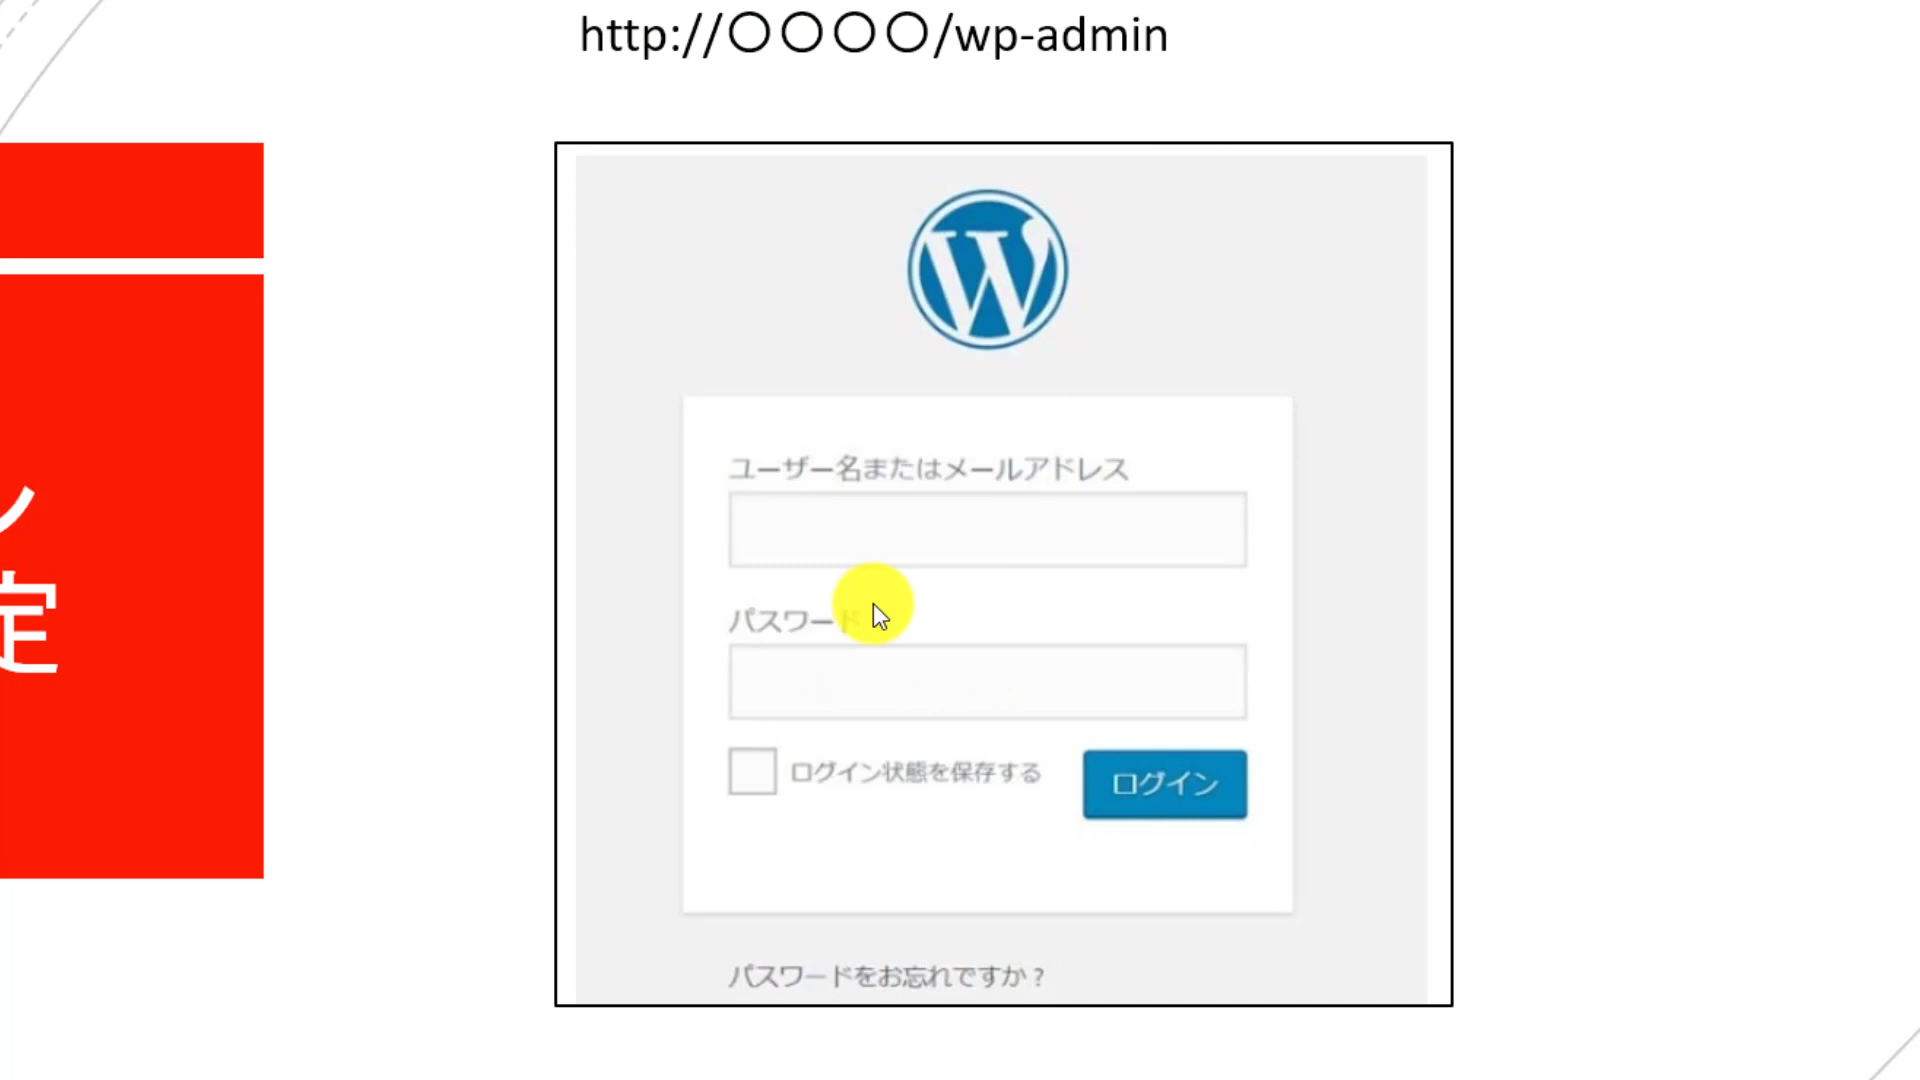 http://〇〇〇〇/wp-admin
ン
定
ユーザー名またはメールアドレス
パスワード
ログイン状態を保存する
ログイン
パスワードをお忘れですか？